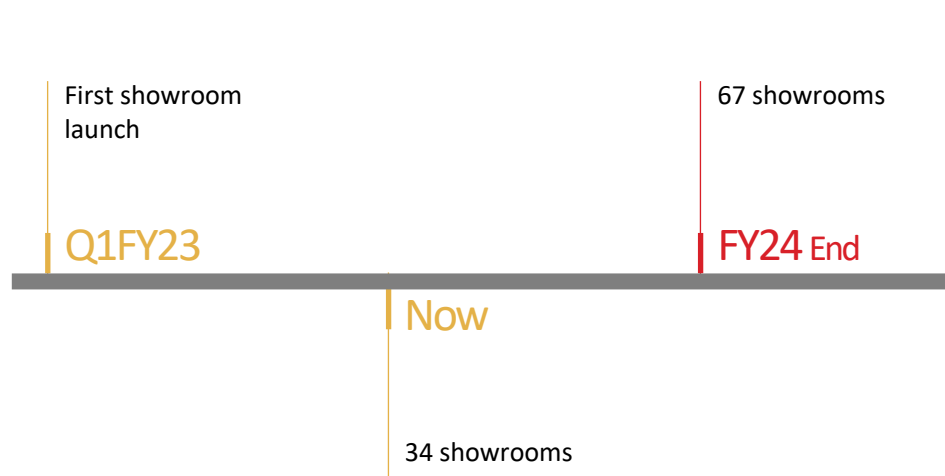 First showroom
launch
67 showrooms
Q1FY23
FY24 End
Now
34 showrooms